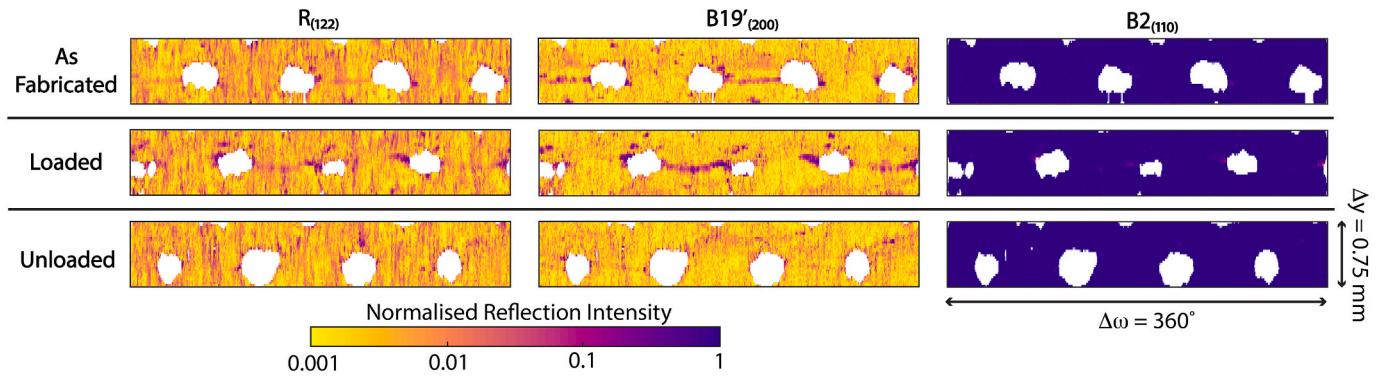 R(122) B19’(200) B2(110)
As
Fabricated
Loaded
Unloaded
Δy = 0.75 mm
Normalised Reflection Intensity
Δω = 360˚
0.001 0.01 0.1 1